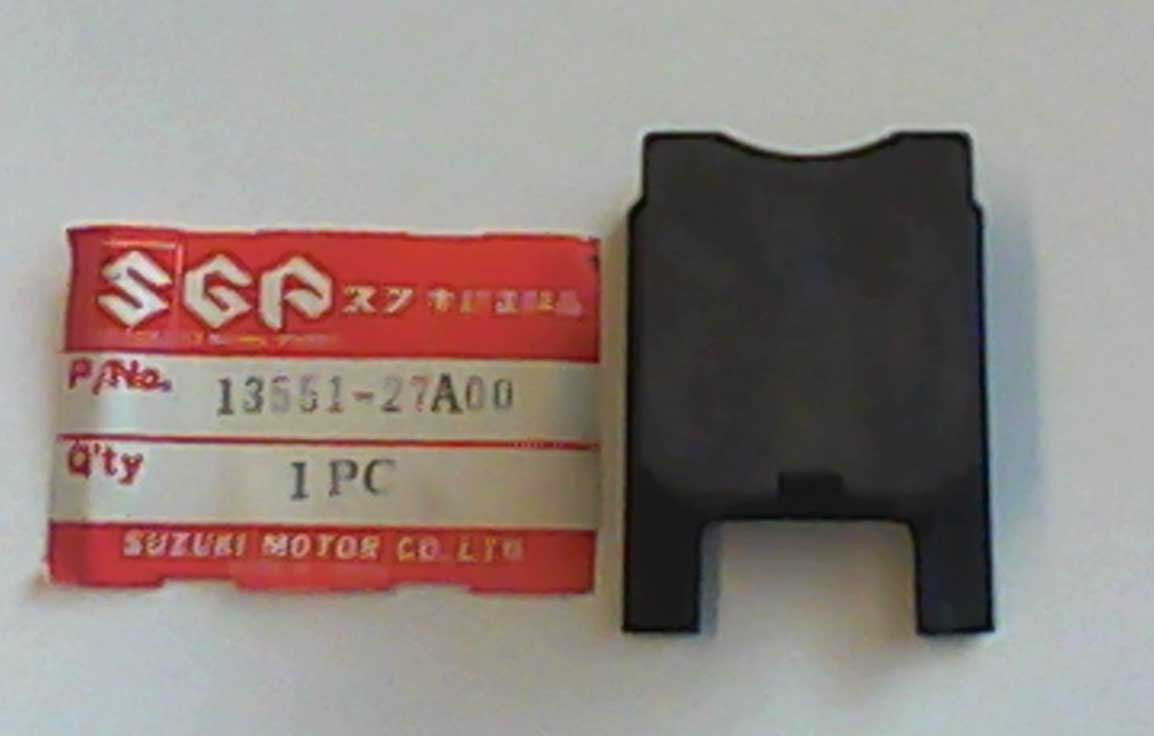 SGP
P/No. 13551-27A00
Q'ty 1 PC
SUZUKI MOTOR CO. LTD